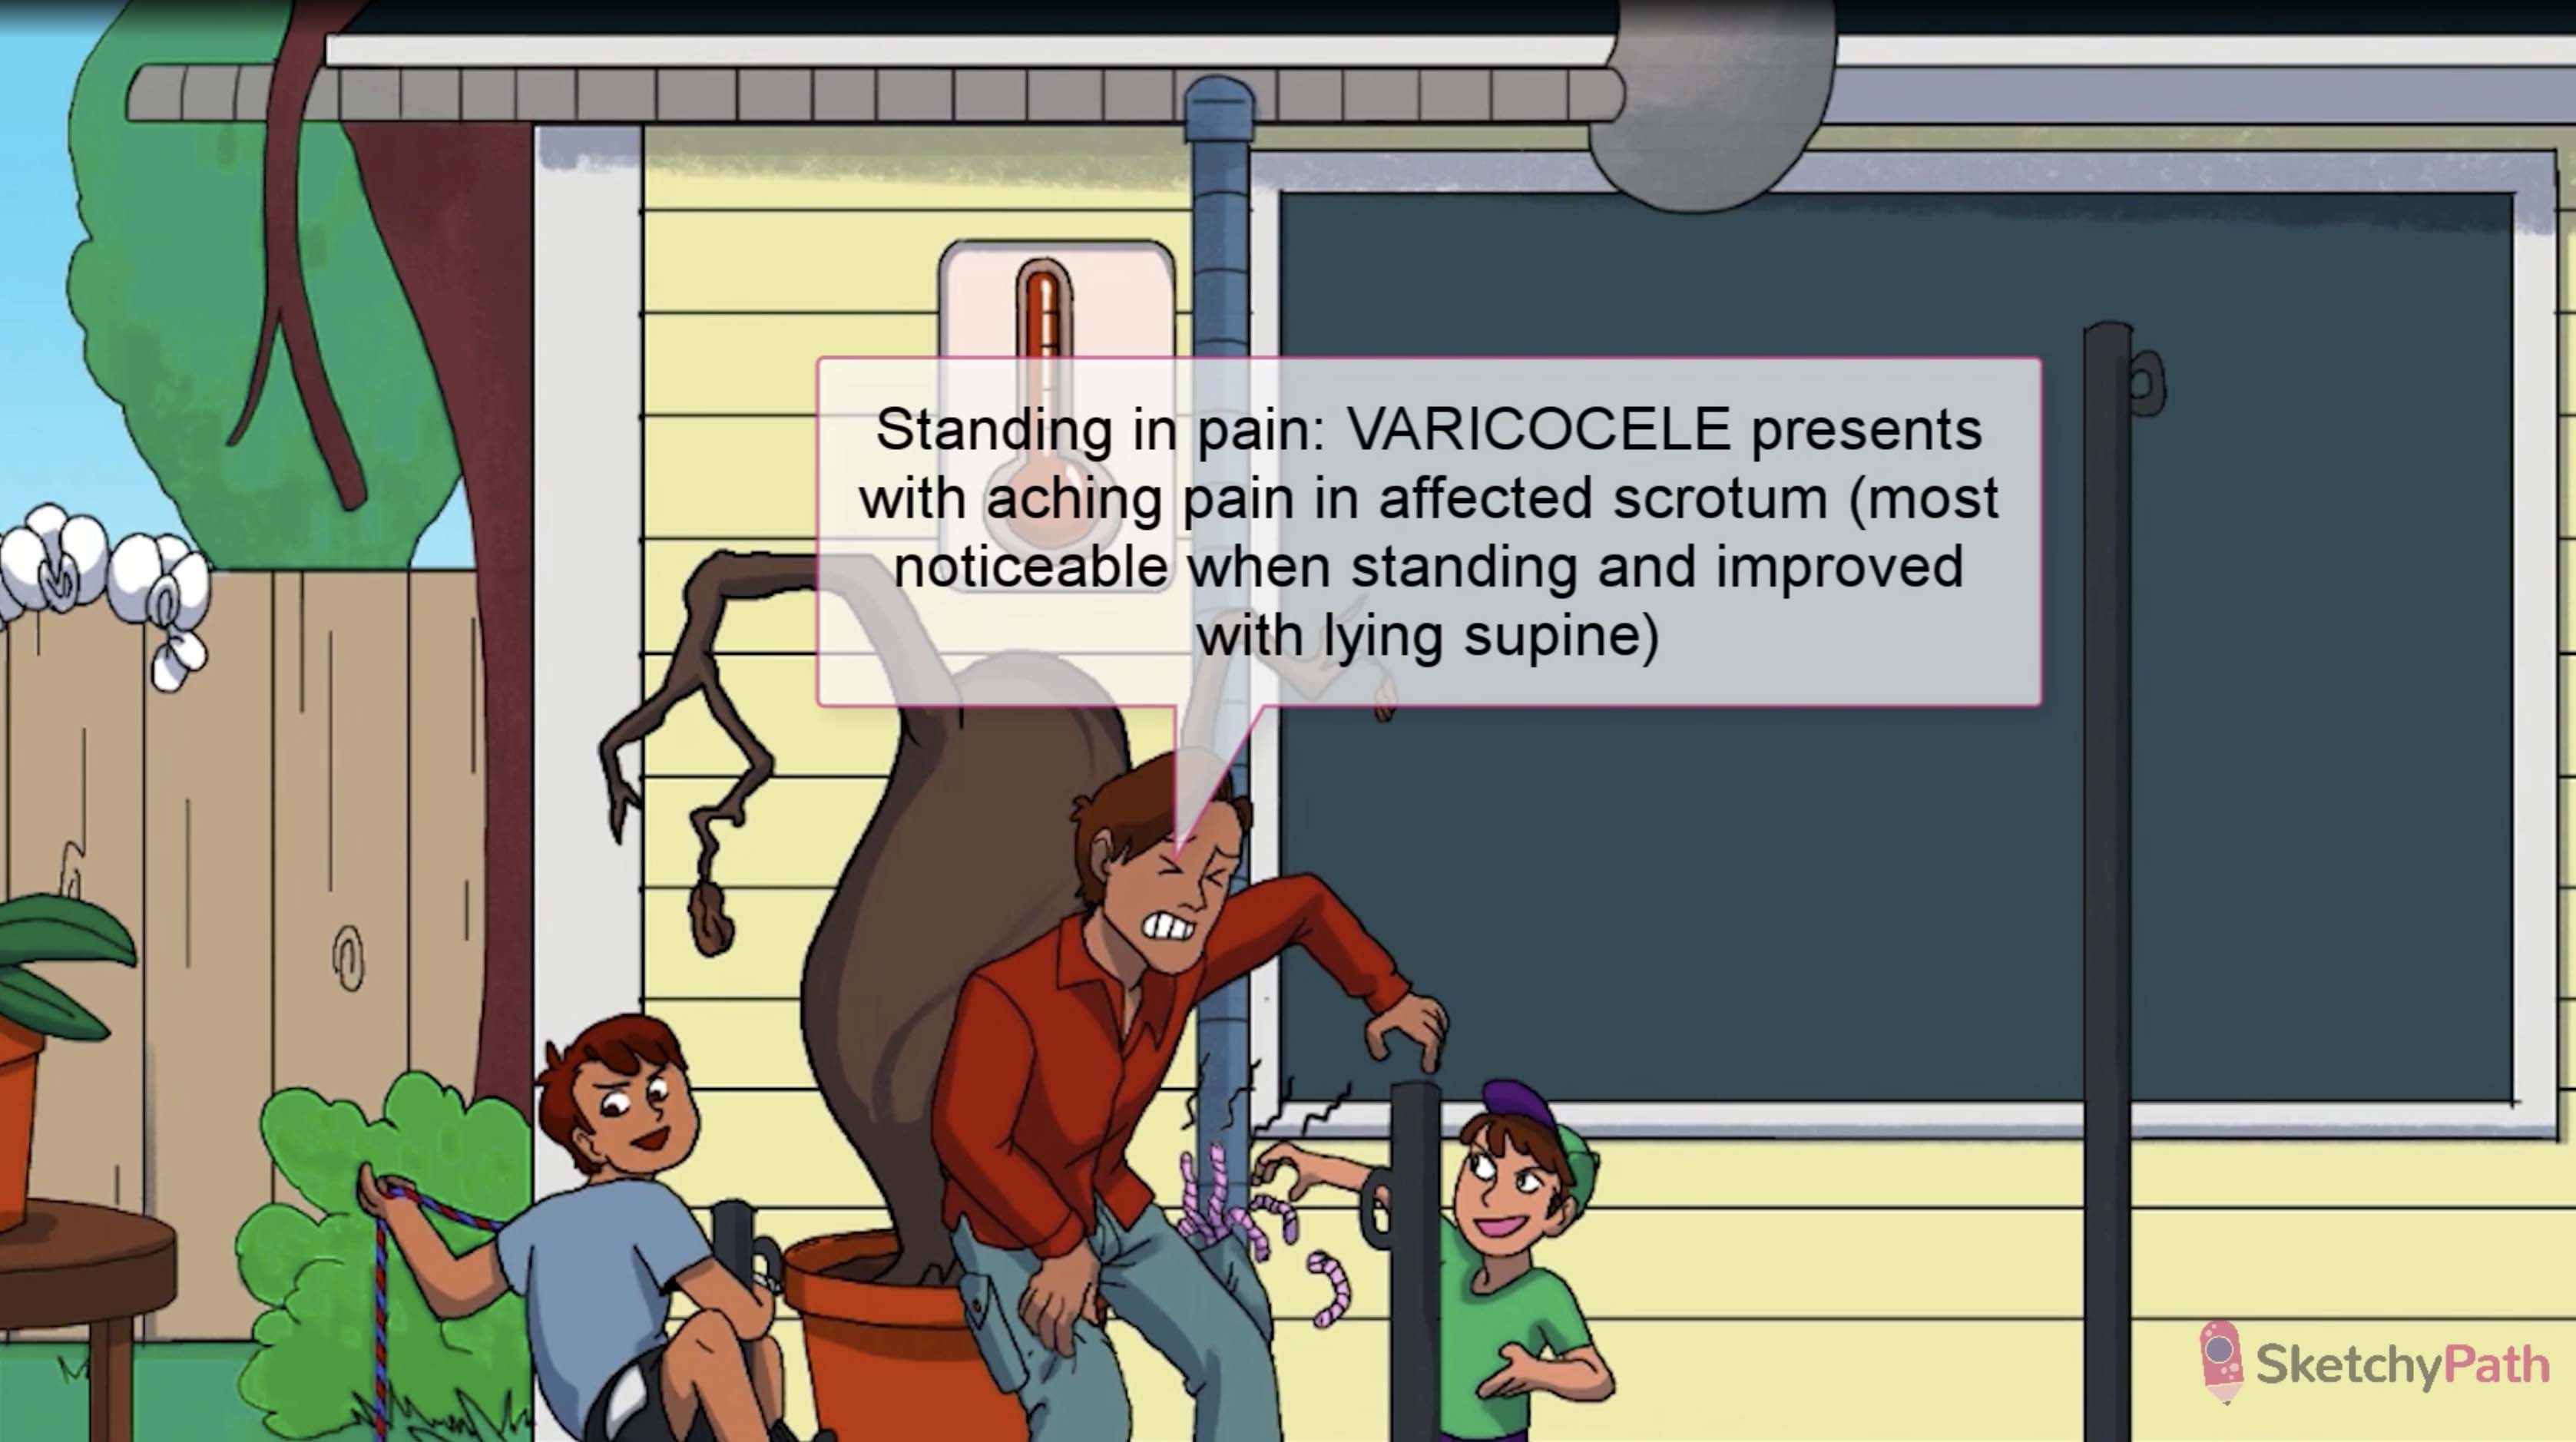 Standing in pain: VARICOCELE presents
with aching pain in affected scrotum (most
noticeable when standing and improved
with lying supine)
SketchyPath